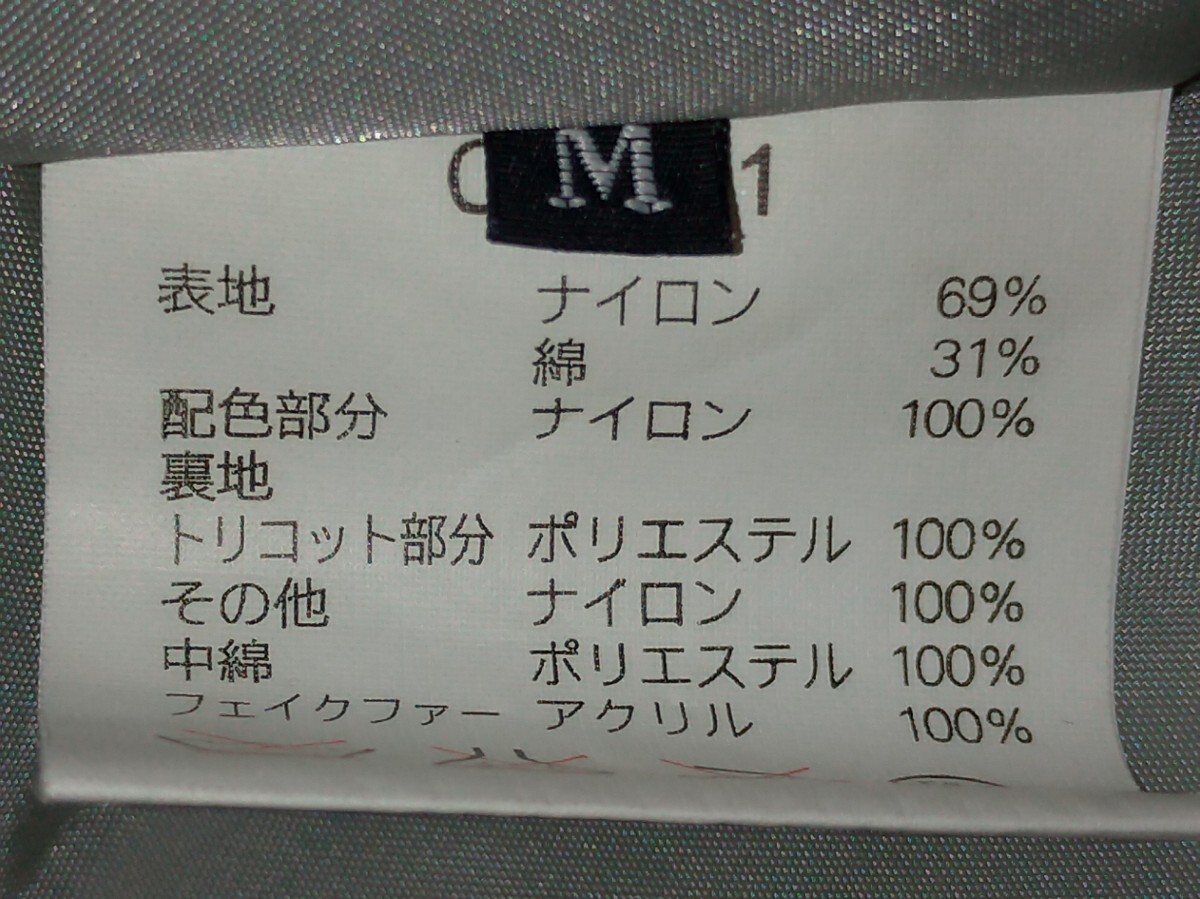 M
1
表地 ナイロン 69%
綿 31%
配色部分 ナイロン 100%
裏地
トリコット部分 ポリエステル 100%
その他 ナイロン 100%
中綿 ポリエステル 100%
フェイクファー アクリル 100%